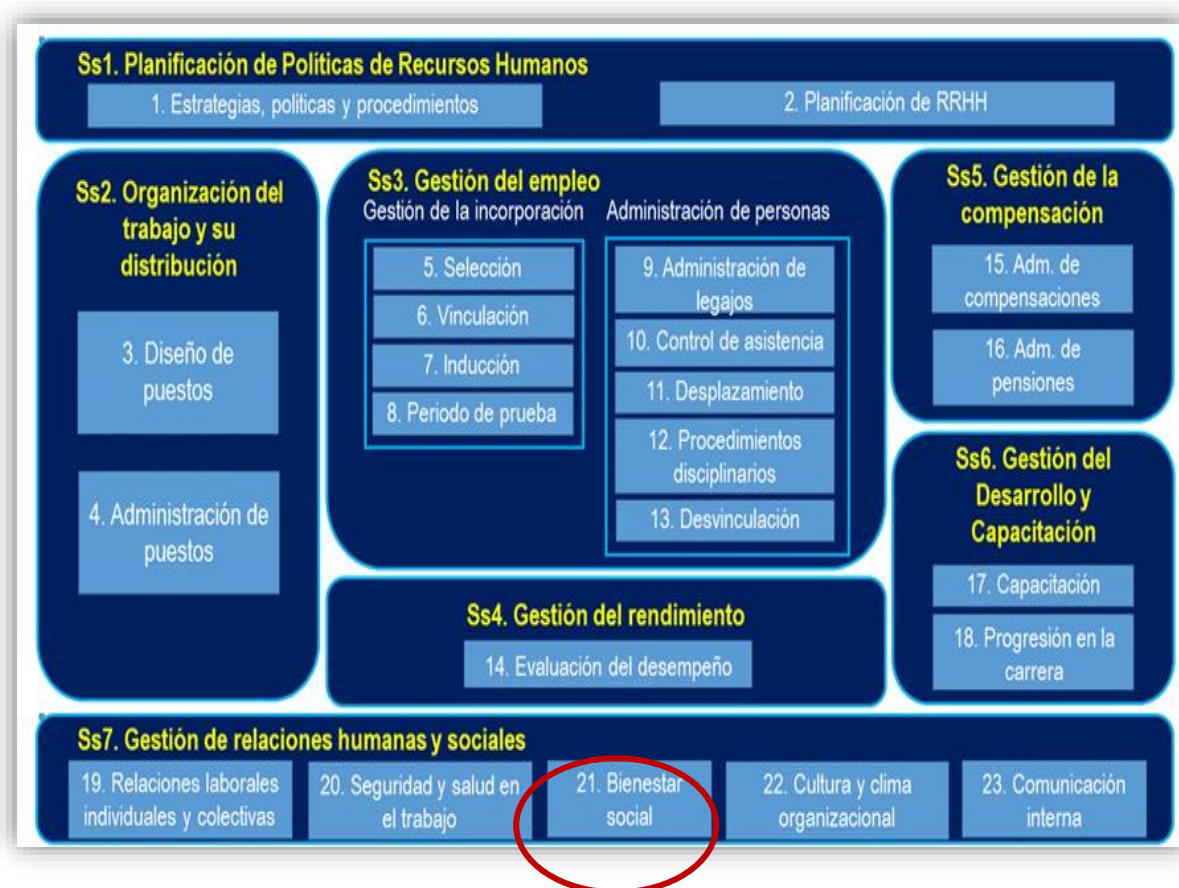 Ss1. Planificación de Políticas de Recursos Humanos
1. Estrategias, políticas y procedimientos
2. Planificación de RRHH
Ss2. Organización del
trabajo y su
distribución
3. Diseño de
puestos
4. Administración de
puestos
Ss3. Gestión del empleo
Gestión de la incorporación
5. Selección
6. Vinculación
7. Inducción
8. Periodo de prueba
Administración de personas
9. Administración de
legajos
10. Control de asistencia
11. Desplazamiento
12. Procedimientos
disciplinarios
13. Desvinculación
Ss4. Gestión del rendimiento
14. Evaluación del desempeño
Ss5. Gestión de la
compensación
15. Adm. de
compensaciones
16. Adm. de
pensiones
Ss6. Gestión del
Desarrollo y
Capacitación
17. Capacitación
18. Progresión en la
carrera
Ss7. Gestión de relaciones humanas y sociales
19. Relaciones laborales
individuales y colectivas
20. Seguridad y salud en
el trabajo
21. Bienestar
social
22. Cultura y clima
organizacional
23. Comunicación
interna